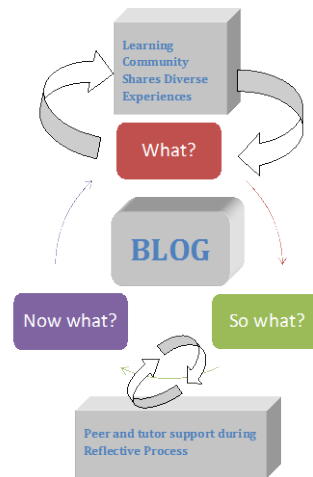 Learning
Community
Shares Diverse
Experiences
What?
BLOG
Now what?
So what?
Peer and tutor support during
Reflective Process